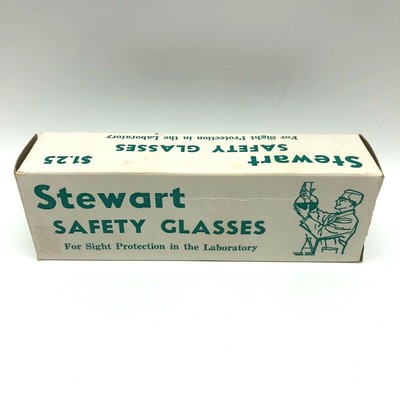 For Sight Protection in the Laboratory
SAFETY GLASSES
Stewart
$1.25
Stewart
SAFETY GLASSES
For Sight Protection in the Laboratory